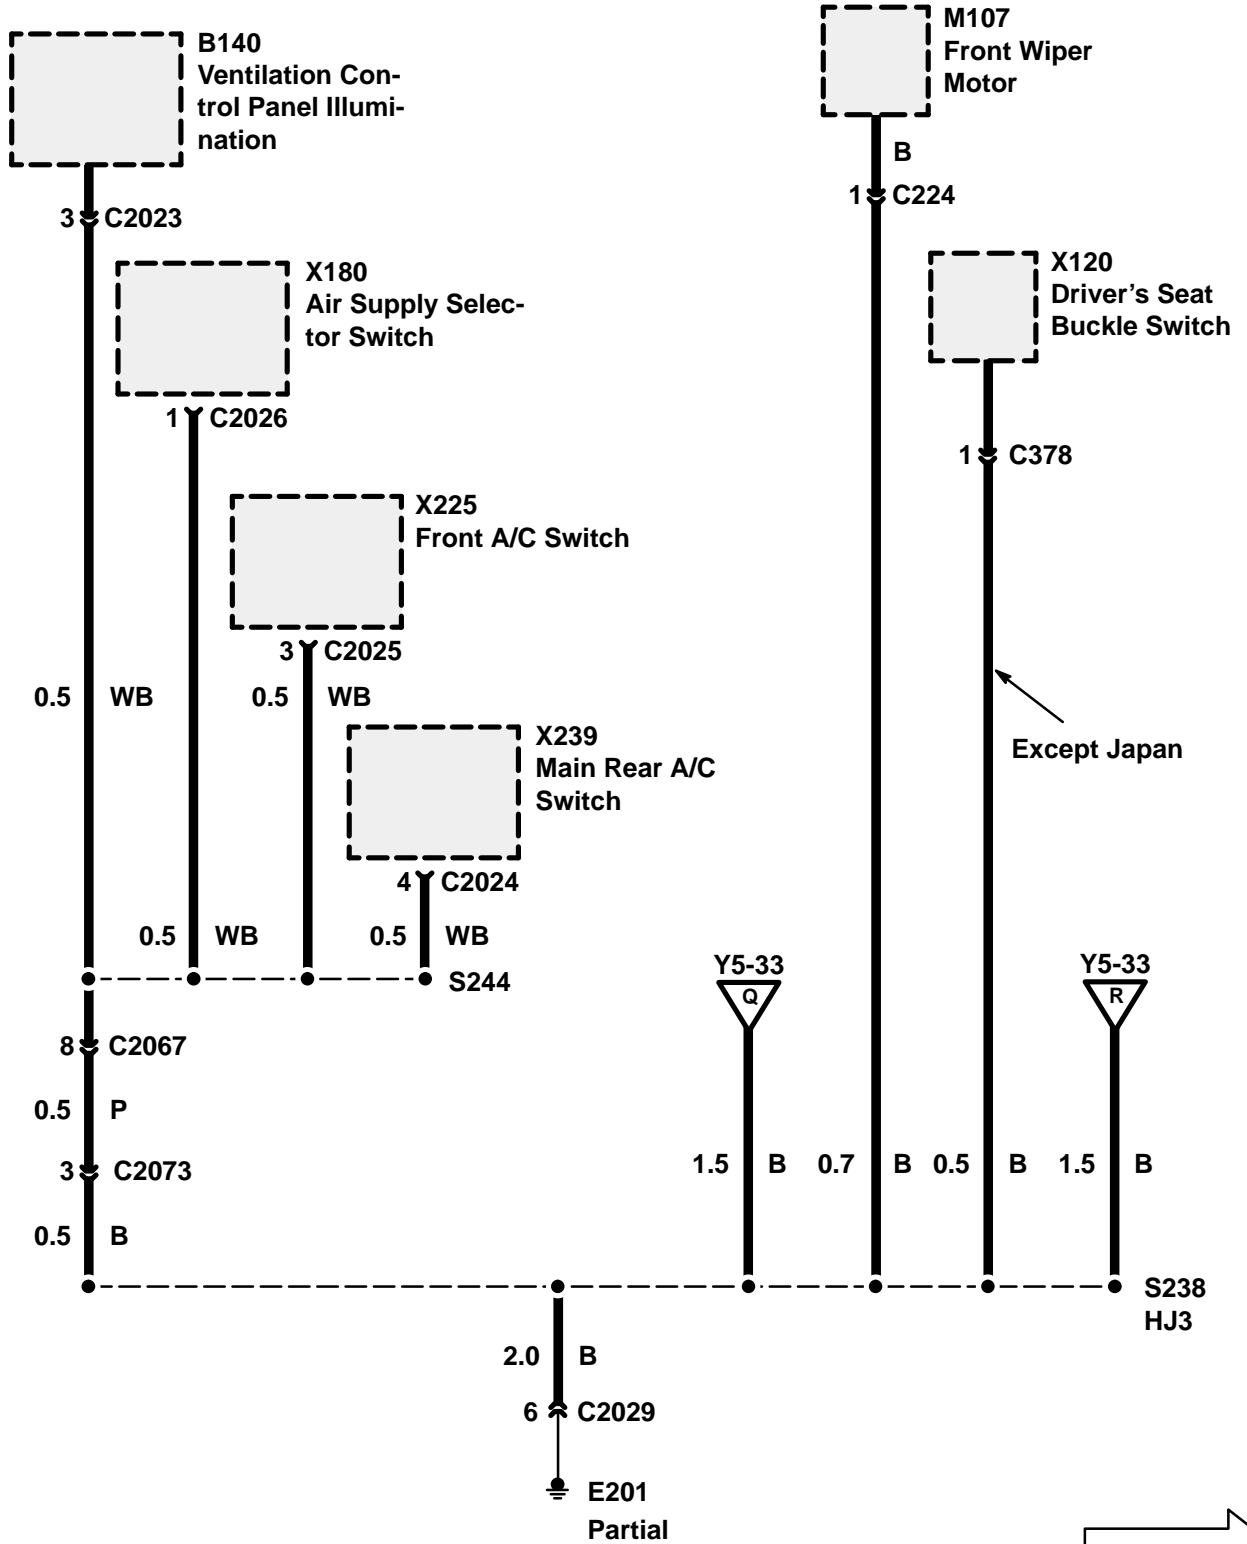 B140
Ventilation Con-
trol Panel Illumi-
nation
M107
Front Wiper
Motor
B
1 C224
3 C2023
X180
Air Supply Selec-
tor Switch
X120
Driver’s Seat
Buckle Switch
1 C2026
1 C378
X225
Front A/C Switch
3 C2025
0.5 WB
0.5 WB
X239
Main Rear A/C
Switch
Except Japan
4 C2024
0.5 WB
0.5 WB
S244
Y5-33
Q
Y5-33
R
8 C2067
0.5 P
3 C2073
1.5 B
0.7 B
0.5 B
1.5 B
0.5 B
S238
HJ3
2.0 B
6 C2029
E201
Partial